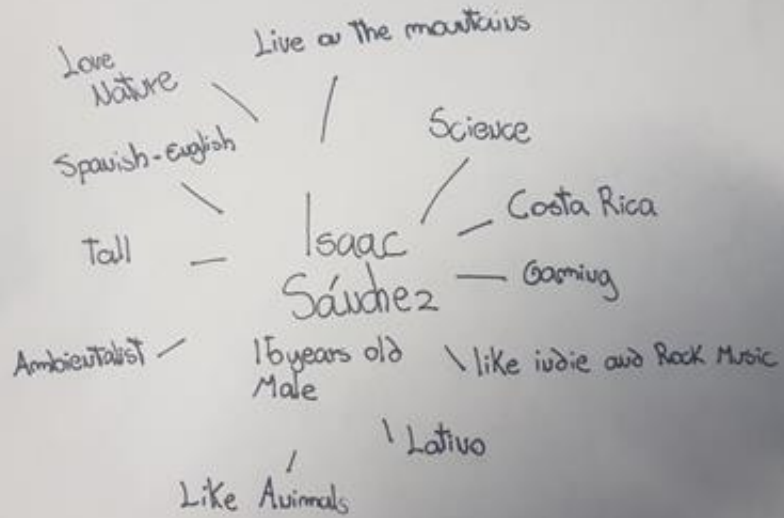 Live on the mountains
Love
Nature
Science
Spanish-English
Costa Rica
Tall
Isaac
Sánchez
Gaming
Ambientalist
15 years old
Male
like indie and Rock Music
Latino
Like Animals